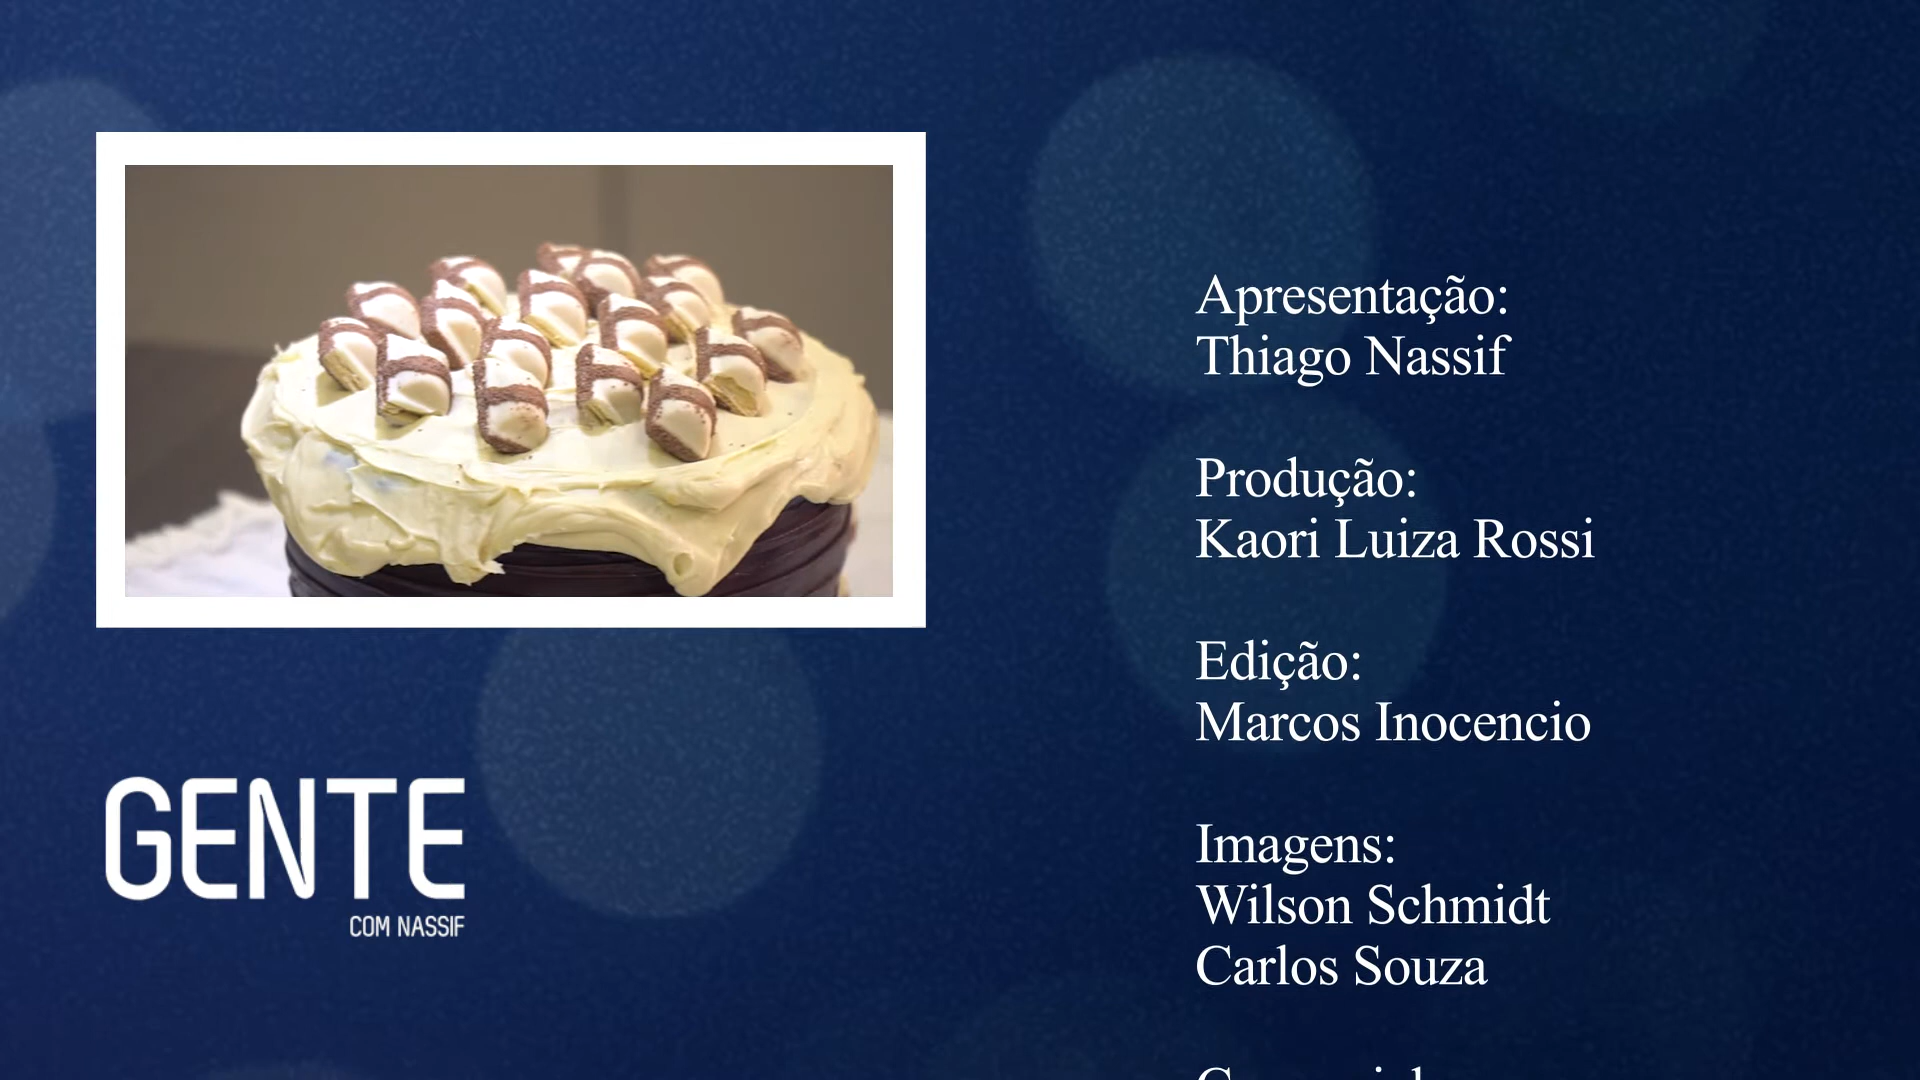 Apresentação:
Thiago Nassif
Produção:
Kaori Luiza Rossi
Edição:
Marcos Inocencio
Imagens:
Wilson Schmidt
Carlos Souza
GENTE
COM NASSIF